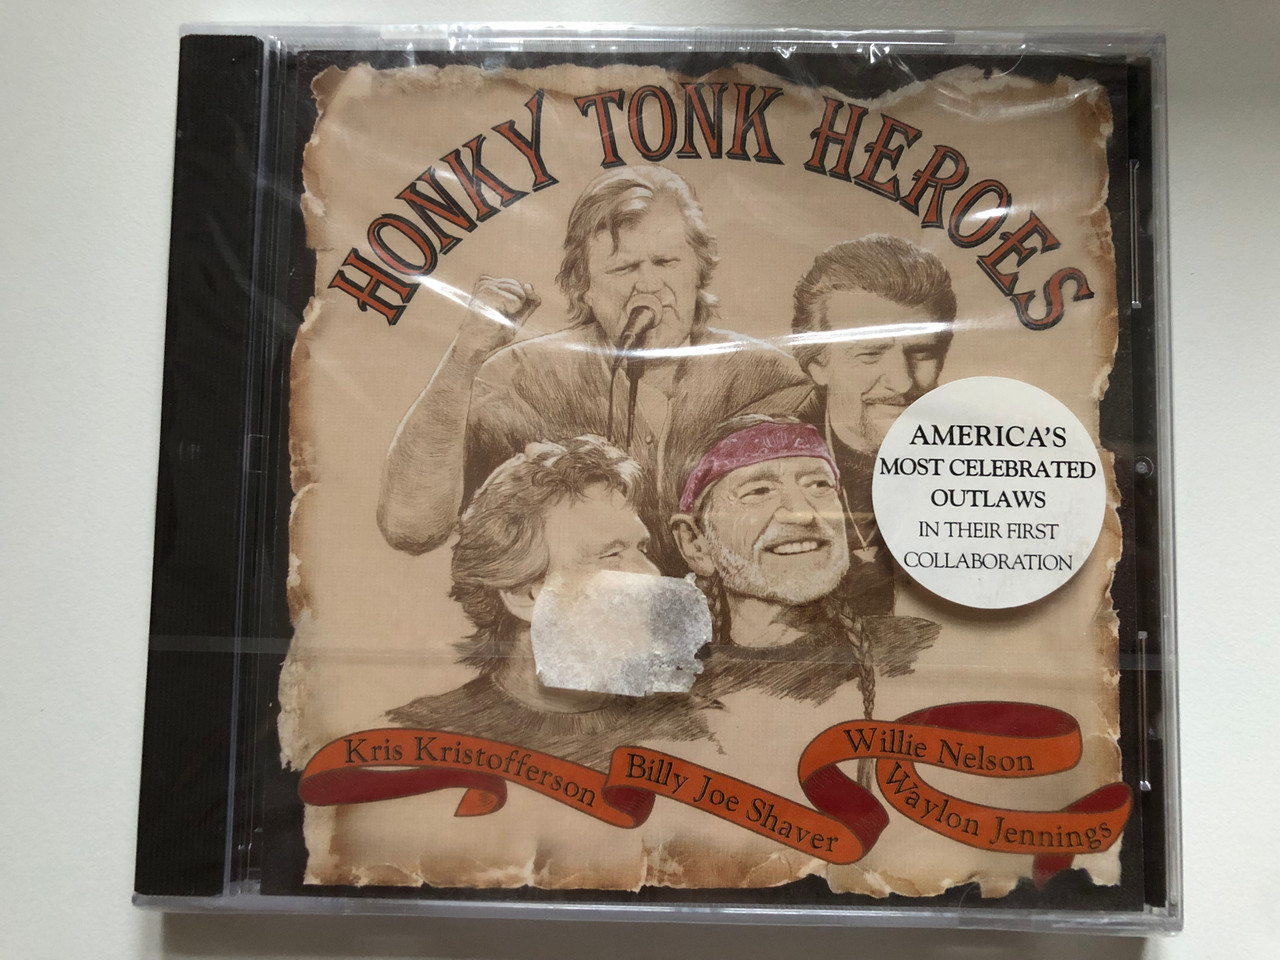 HONKY TONK HEROES
AMERICA'S
MOST CELEBRATED
OUTLAWS
IN THEIR FIRST
COLLABORATION
Kris Kristofferson
Billy Joe Shaver
Willie Nelson
Waylon Jennings